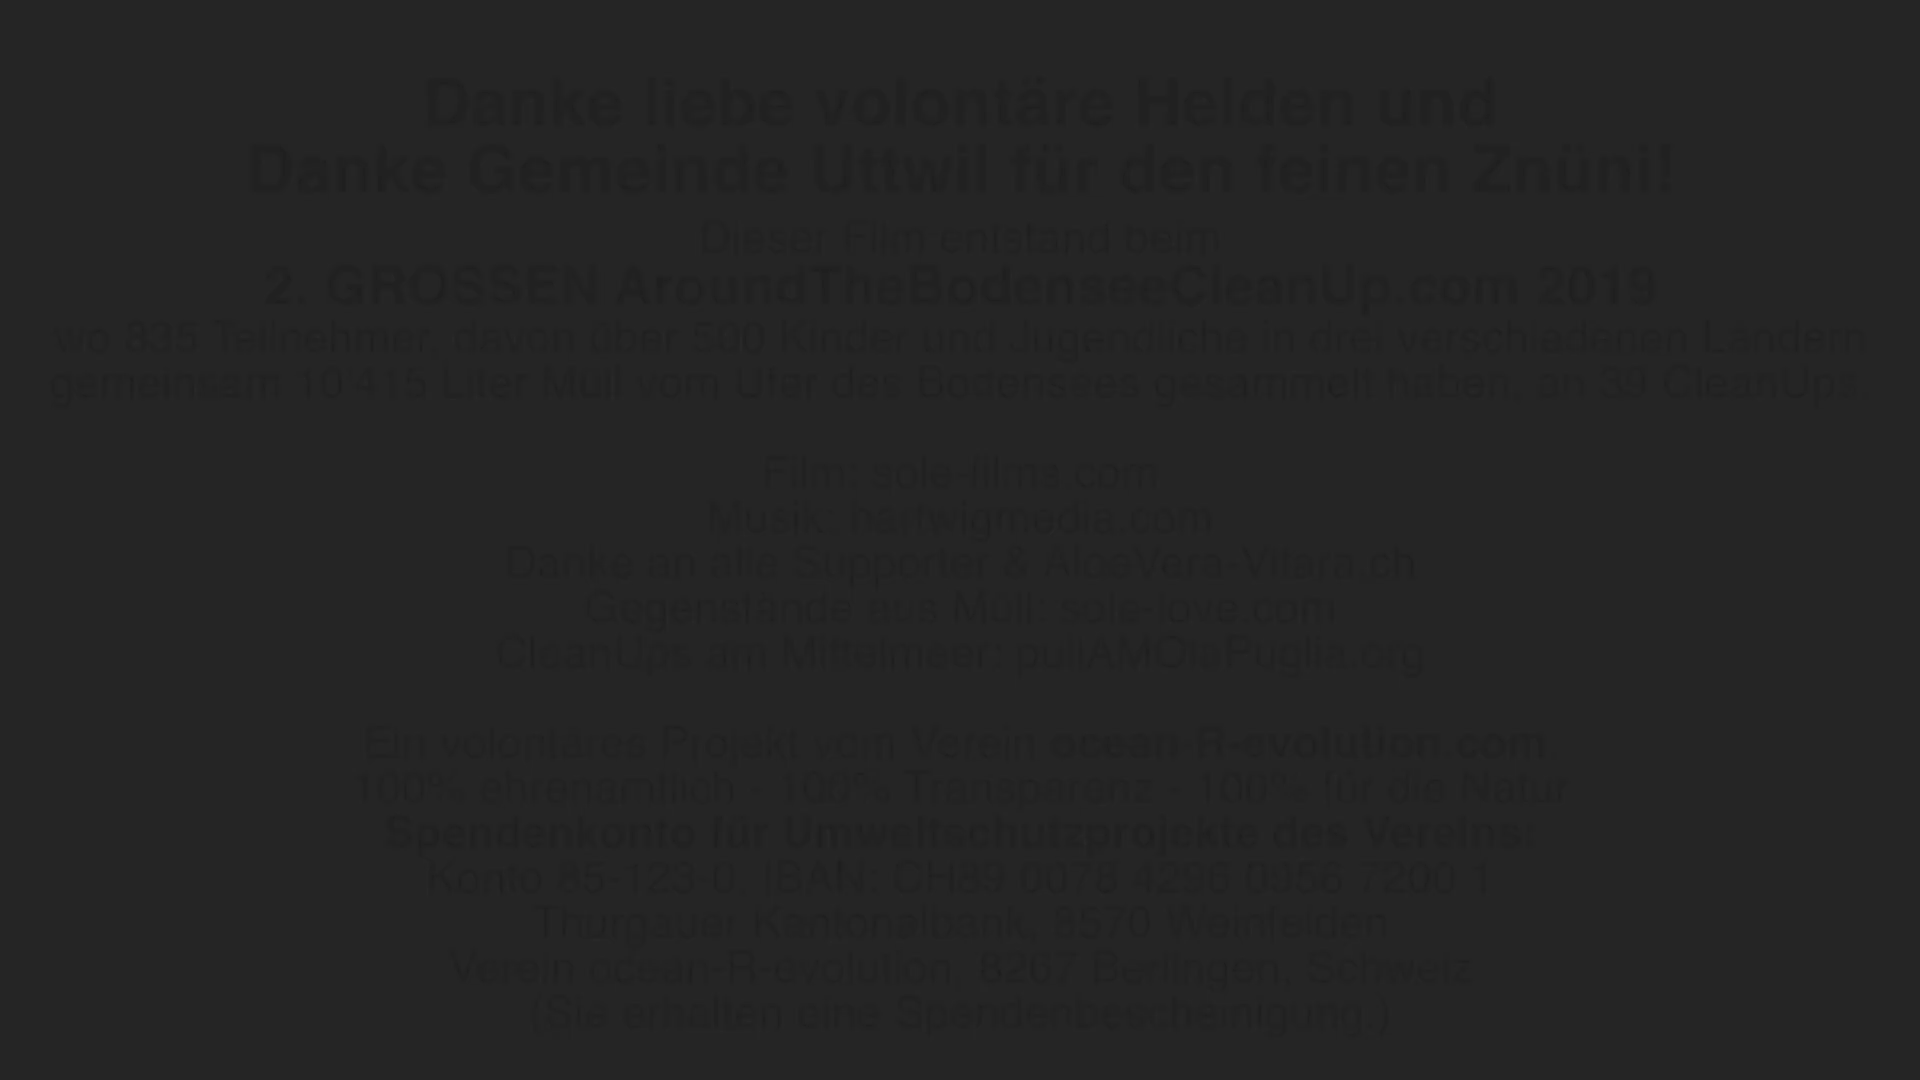 Danke liebe volontäre Helden und
Danke Gemeinde Uttwil für den feinen Znüni!
Dieser Film entstand beim
2. GROSSEN AroundTheBodenseeCleanUp.com 2019
wo 835 Teilnehmer, davon über 500 Kinder und Jugendliche in drei verschiedenen Ländern
gemeinsam 10'415 Liter Müll vom Ufer des Bodensees gesammelt haben, an 39 CleanUps.
Film: sole-films.com
Musik: hartwigmedia.com
Danke an alle Supporter & AloeVera-Vitara.ch
Gegenstände aus Müll: sole-love.com
CleanUps am Mittelmeer: puliAMOlaPuglia.org
Ein volontäres Projekt vom Verein ocean-R-evolution.com.
100% ehrenamtlich - 100% Transparenz - 100% für die Natur
Spendenkonto für Umweltschutzprojekte des Vereins:
Konto 85-123-0, IBAN: CH89 0078 4296 0956 7200 1
Thurgauer Kantonalbank, 8570 Weinfelden
Verein ocean-R-evolution, 8267 Berlingen, Schweiz
(Sie erhalten eine Spendenbescheinigung.)